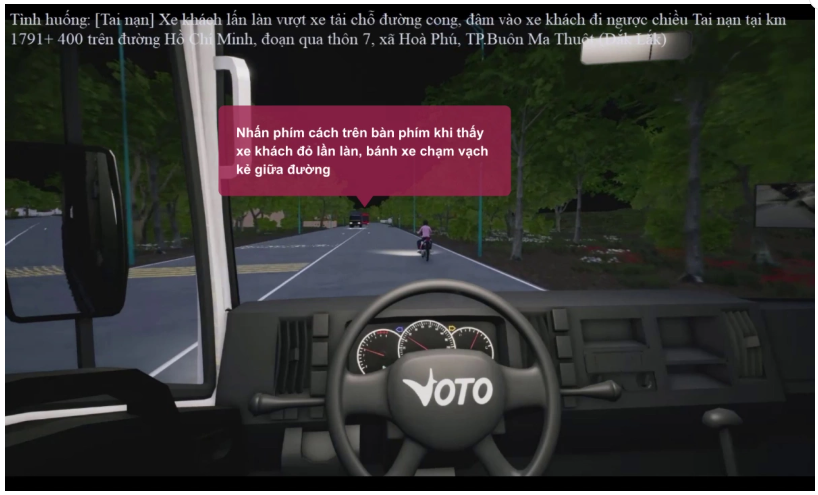 Tình huống: [Tai nạn] Xe khách lấn làn vượt xe tải chỗ đường cong, đâm vào xe khách đi ngược chiều Tai nạn tại km
1791+ 400 trên đường Hồ Chí Minh, đoạn qua thôn 7, xã Hoà Phú, TP.Buôn Ma Thuột (Đắk Lắk)
Nhấn phím cách trên bàn phím khi thấy
xe khách đỏ lấn làn, bánh xe chạm vạch
kẻ giữa đường
VOTO